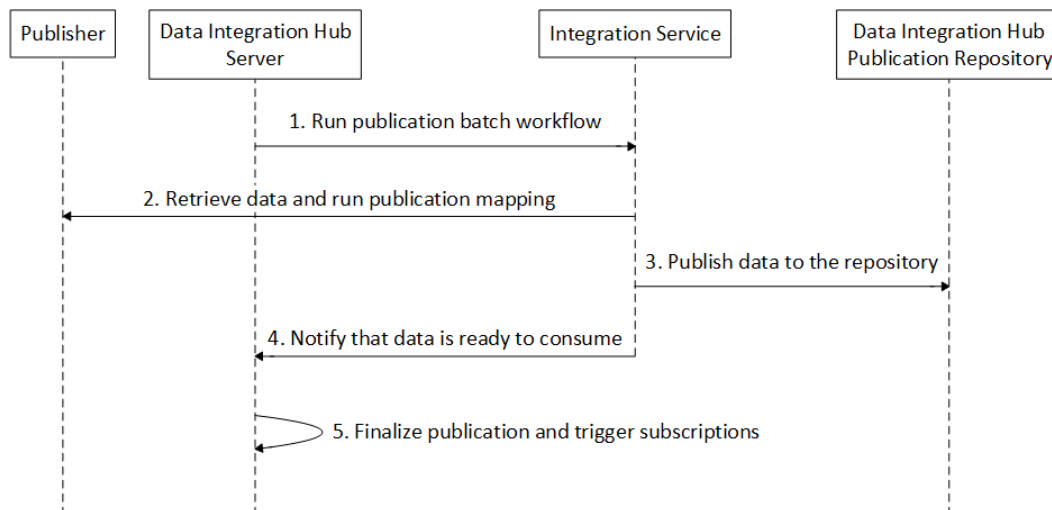 Publisher
Data Integration Hub
Server
Integration Service
Data Integration Hub
Publication Repository
1. Run publication batch workflow
2. Retrieve data and run publication mapping
3. Publish data to the repository
4. Notify that data is ready to consume
5. Finalize publication and trigger subscriptions